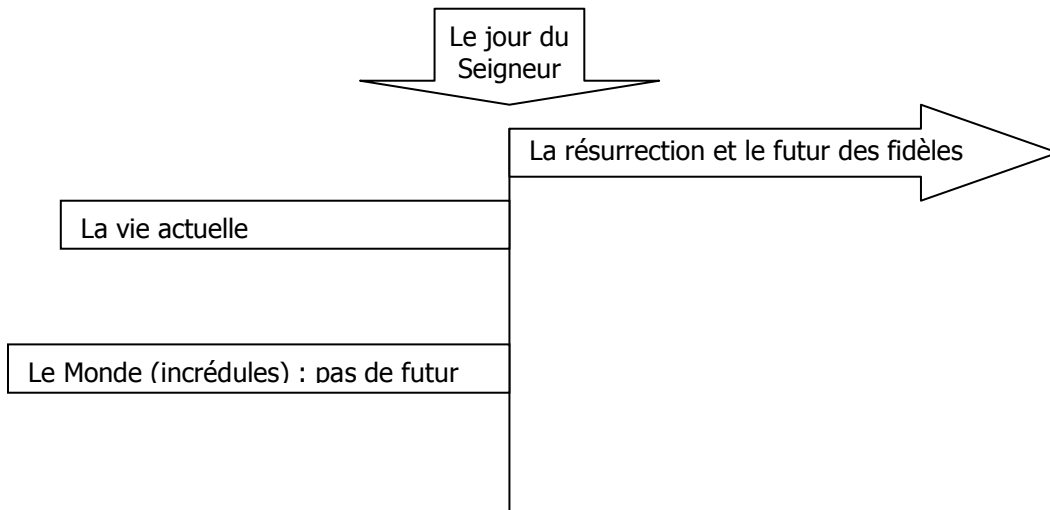 Le jour du
Seigneur
La résurrection et le futur des fidèles
La vie actuelle
Le Monde (incrédules) : pas de futur